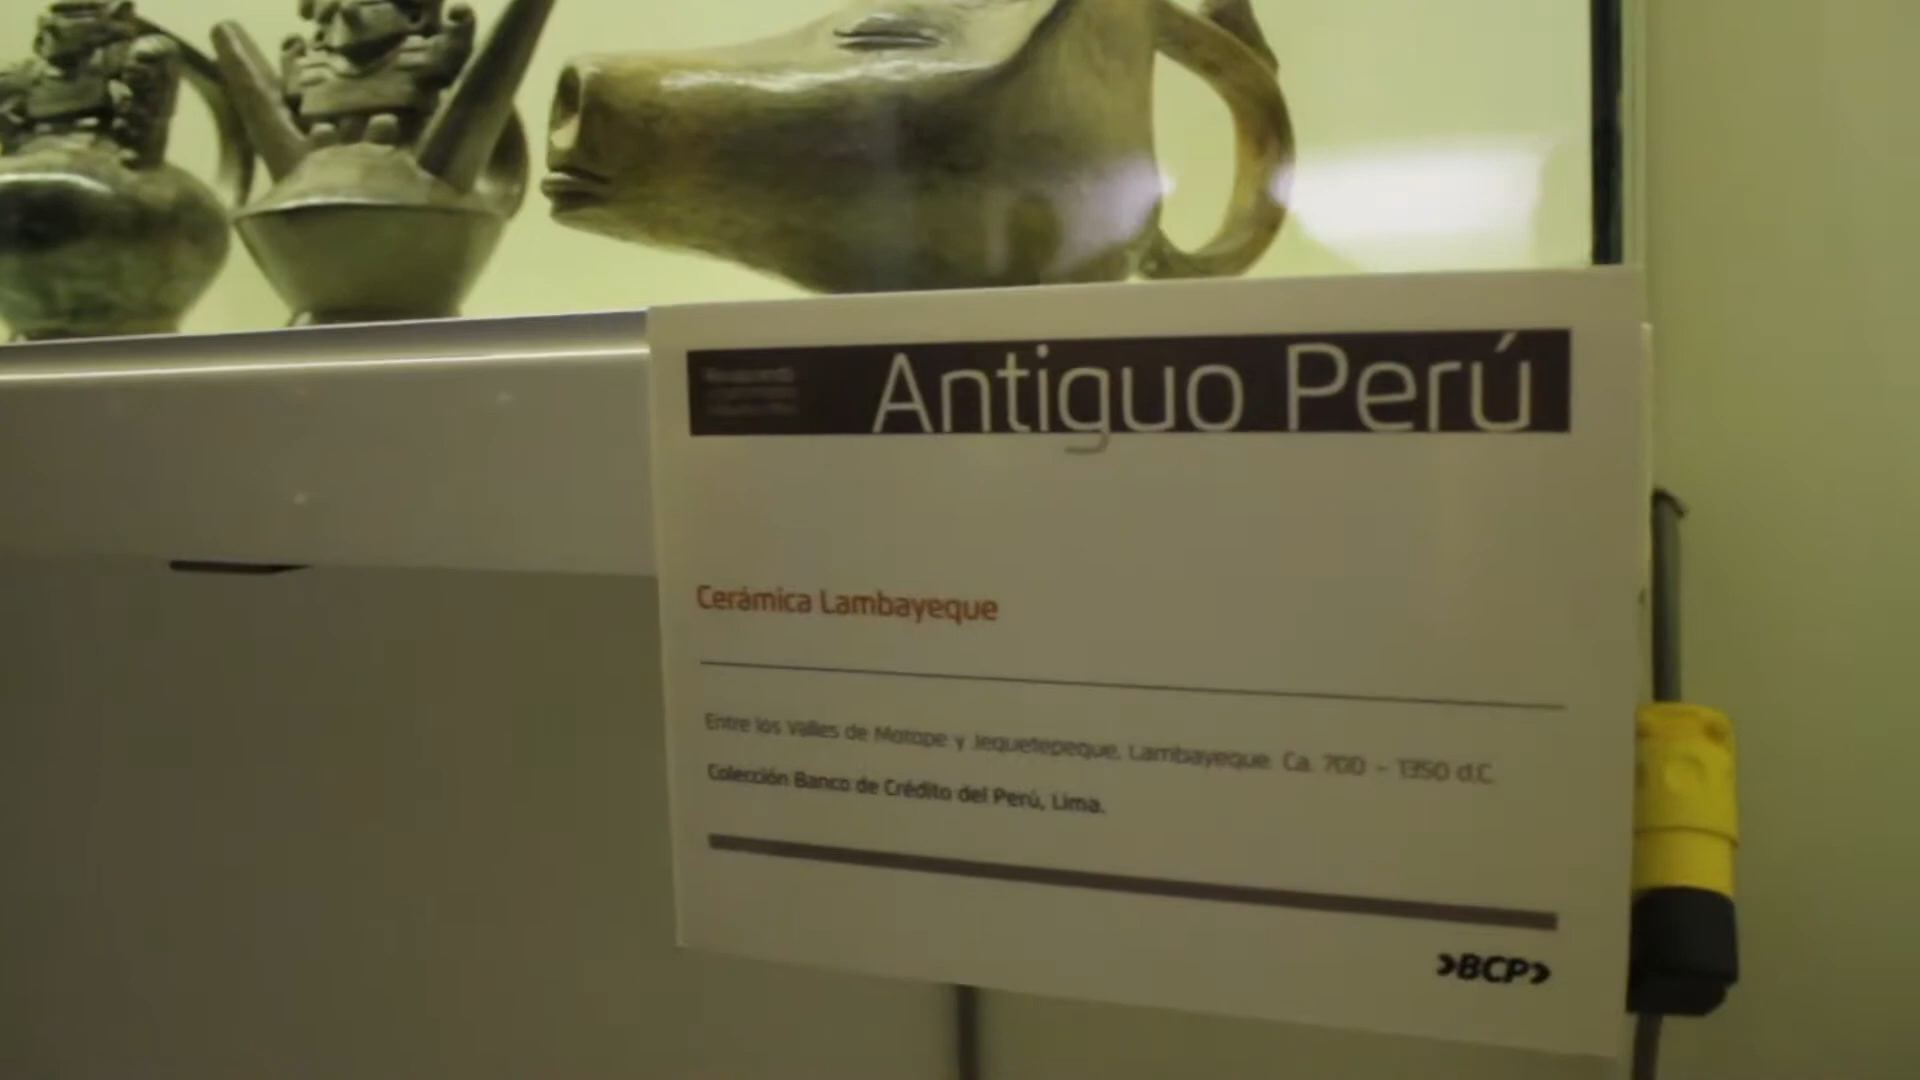 Antiguo Perú
Cerámica Lambayeque
Entre los Valles de Motope y Jequetepeque, Lambayeque. Ca. 700 - 1350 d.C.
Colección Banco de Crédito del Perú, Lima.
>BCP>